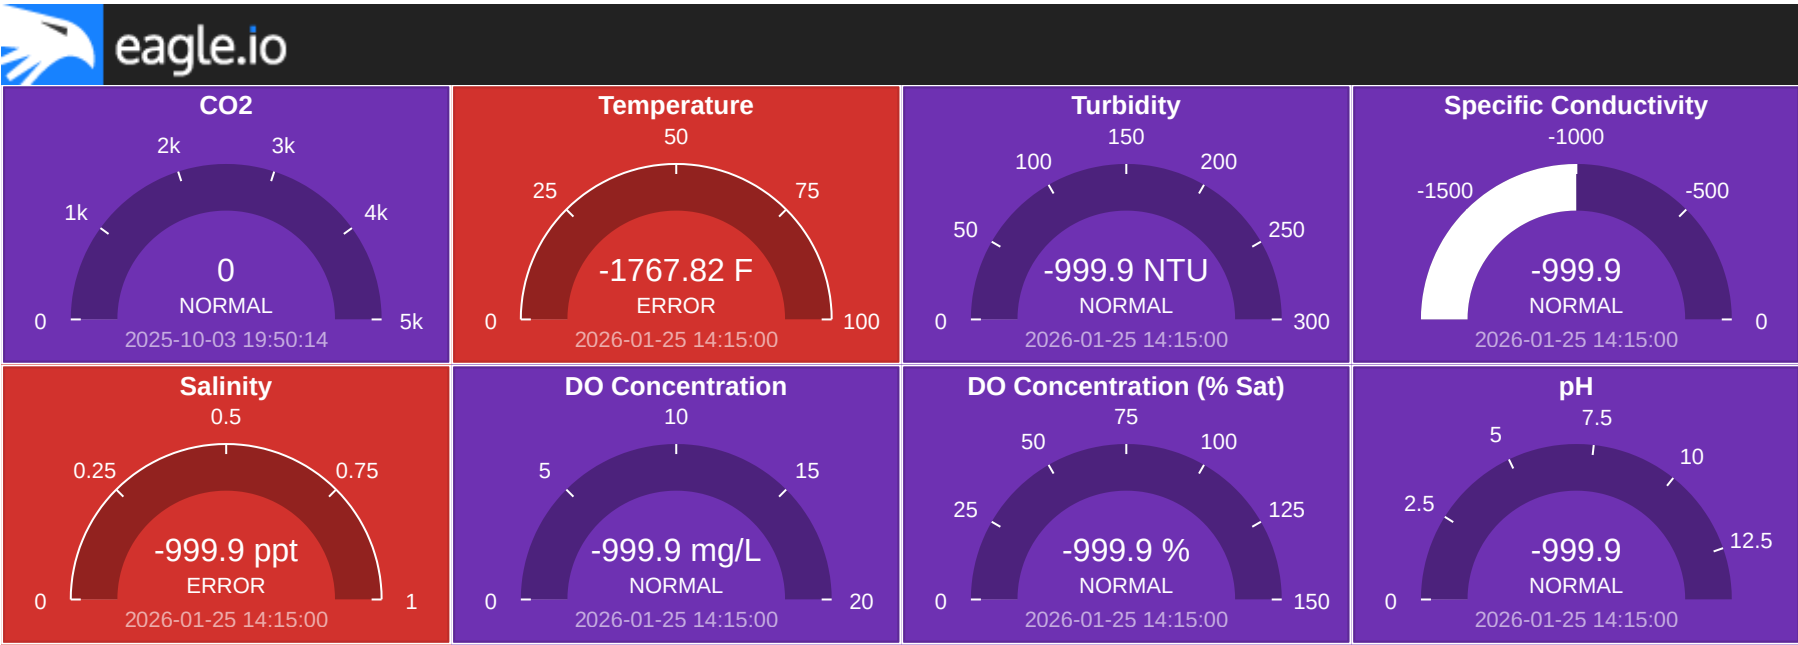 eagle.io
CO2
0
1k
2k
3k
4k
5k
0
NORMAL
2025-10-03 19:50:14
Temperature
0
25
50
75
100
-1767.82 F
ERROR
2026-01-25 14:15:00
Turbidity
0
50
100
150
200
250
300
-999.9 NTU
NORMAL
2026-01-25 14:15:00
Specific Conductivity
-1500
-1000
-500
0
-999.9
NORMAL
2026-01-25 14:15:00
Salinity
0
0.25
0.5
0.75
1
-999.9 ppt
ERROR
2026-01-25 14:15:00
DO Concentration
0
5
10
15
20
-999.9 mg/L
NORMAL
2026-01-25 14:15:00
DO Concentration (% Sat)
0
25
50
75
100
125
150
-999.9 %
NORMAL
2026-01-25 14:15:00
pH
0
2.5
5
7.5
10
12.5
-999.9
NORMAL
2026-01-25 14:15:00